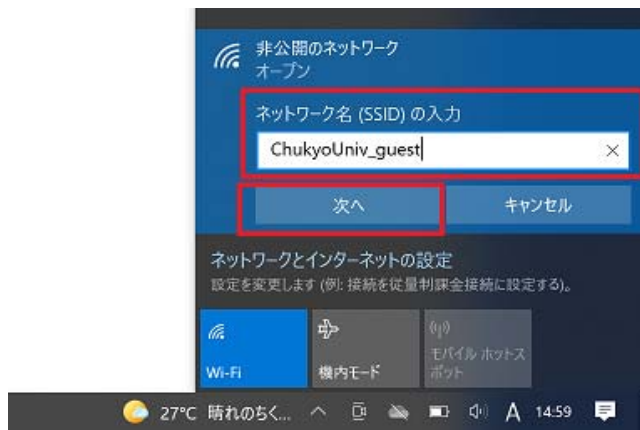 非公開のネットワーク
オープン
ネットワーク名 (SSID) の入力
ChukyoUniv_guest
次へ
キャンセル
ネットワークとインターネットの設定
設定を変更します (例: 接続を従量制課金接続に設定する)。
Wi-Fi
機内モード
モバイル ホットス
ポット
27°C 晴れのちく... A 14:59